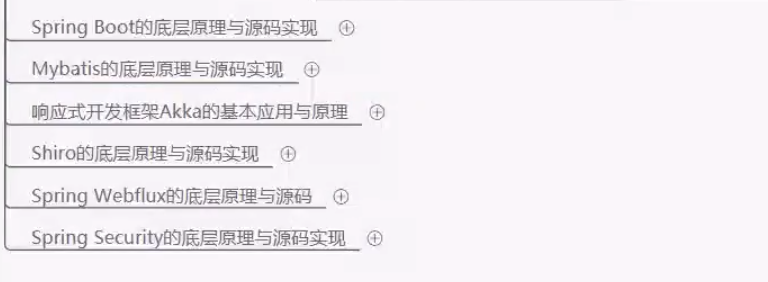 Spring Boot的底层原理与源码实现
Mybatis的底层原理与源码实现
响应式开发框架Akka的基本应用与原理
Shiro的底层原理与源码实现
Spring Webflux的底层原理与源码
Spring Security的底层原理与源码实现